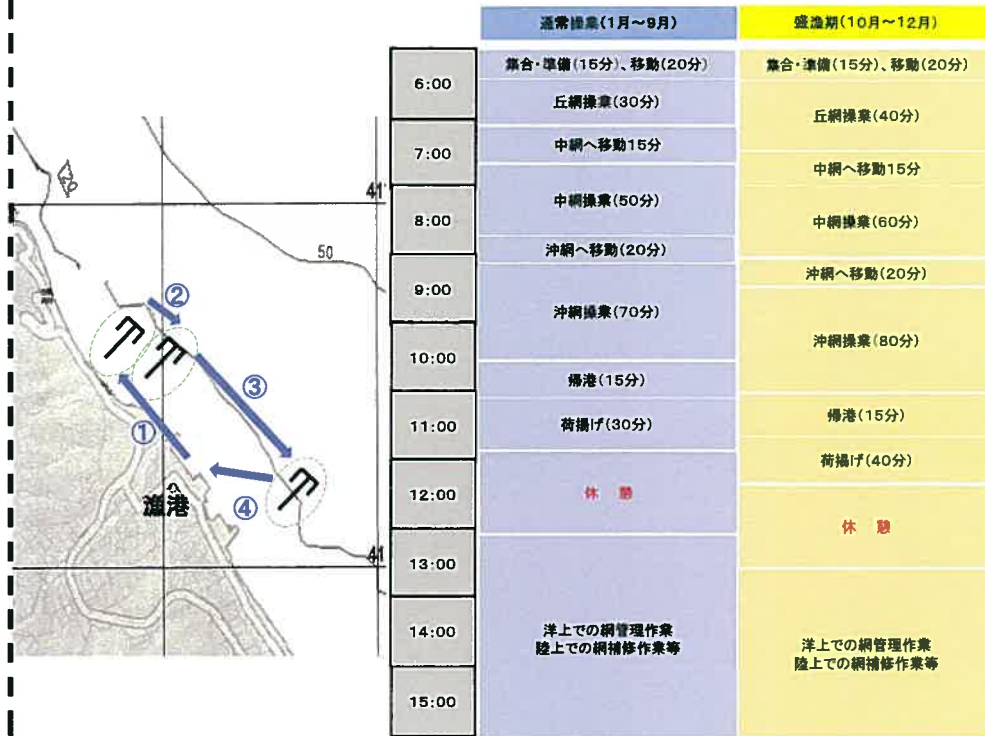 通常操業(1月～9月)
盛漁期(10月～12月)
6:00
7:00
8:00
9:00
10:00
11:00
12:00
13:00
14:00
15:00
集合・準備(15分)、移動(20分)
丘網操業(30分)
中網へ移動15分
中網操業(50分)
沖網へ移動(20分)
沖網操業(70分)
帰港(15分)
荷揚げ(30分)
休 憩
洋上での網管理作業
陸上での網補修作業等
集合・準備(15分)、移動(20分)
丘網操業(40分)
中網へ移動15分
中網操業(60分)
沖網へ移動(20分)
沖網操業(80分)
帰港(15分)
荷揚げ(40分)
休 憩
洋上での網管理作業
陸上での網補修作業等
20
41
50
②
③
①
④
漁港
41